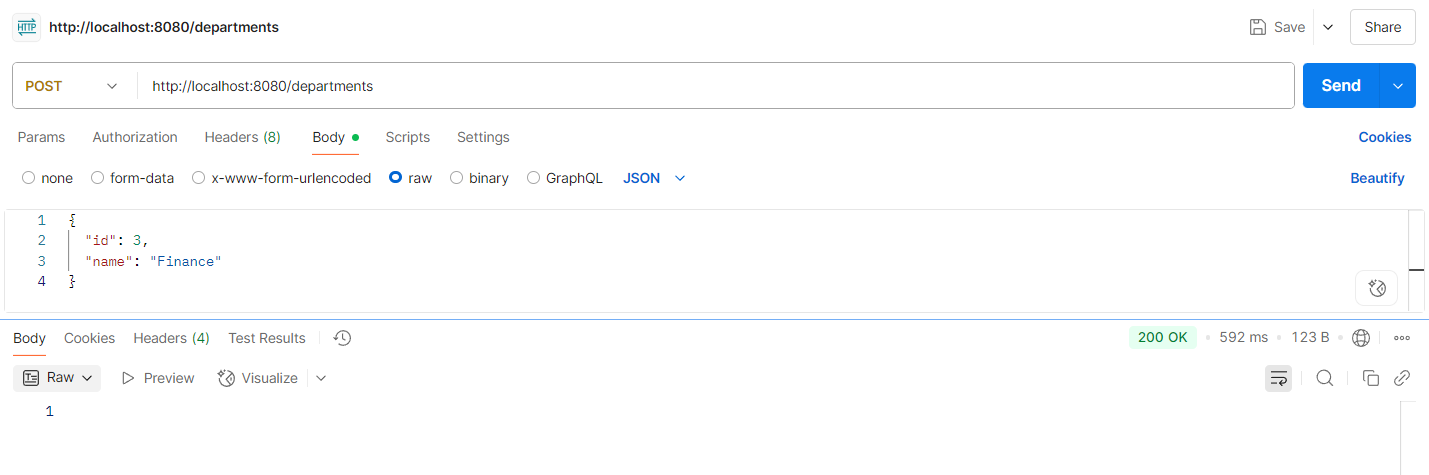 HTTP http://localhost:8080/departments Save Share
POST http://localhost:8080/departments Send
Params Authorization Headers (8) Body Scripts Settings Cookies
none form-data x-www-form-urlencoded raw binary GraphQL JSON Beautify
1 {
2 "id": 3,
3 "name": "Finance"
4 }
Body Cookies Headers (4) Test Results 200 OK 592 ms 123 B
Raw Preview Visualize
1